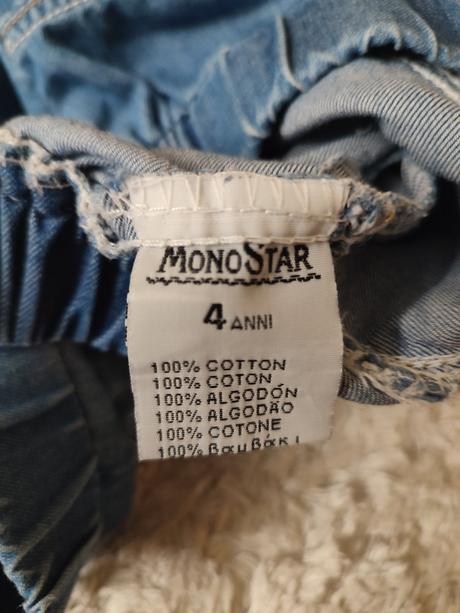 MONOSTAR
4 ANNI
100% COTTON
100% COTON
100% ALGODÓN
100% ALGODÃO
100% COTONE
100% βαμβάκι